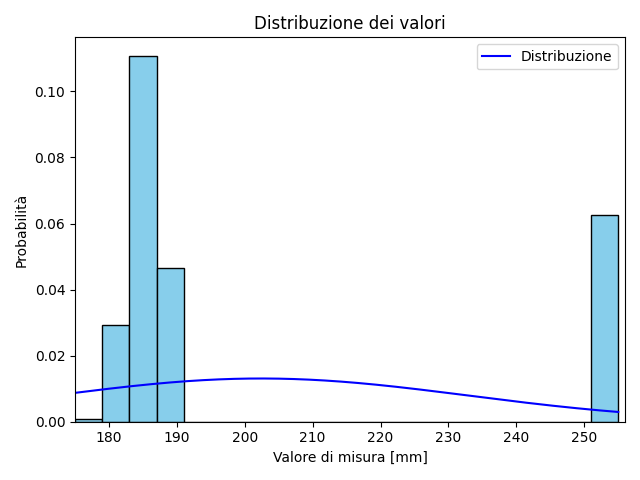 Distribuzione dei valori
Distribuzione
Probabilità
0.10
0.08
0.06
0.04
0.02
0.00
180 190 200 210 220 230 240 250
Valore di misura [mm]